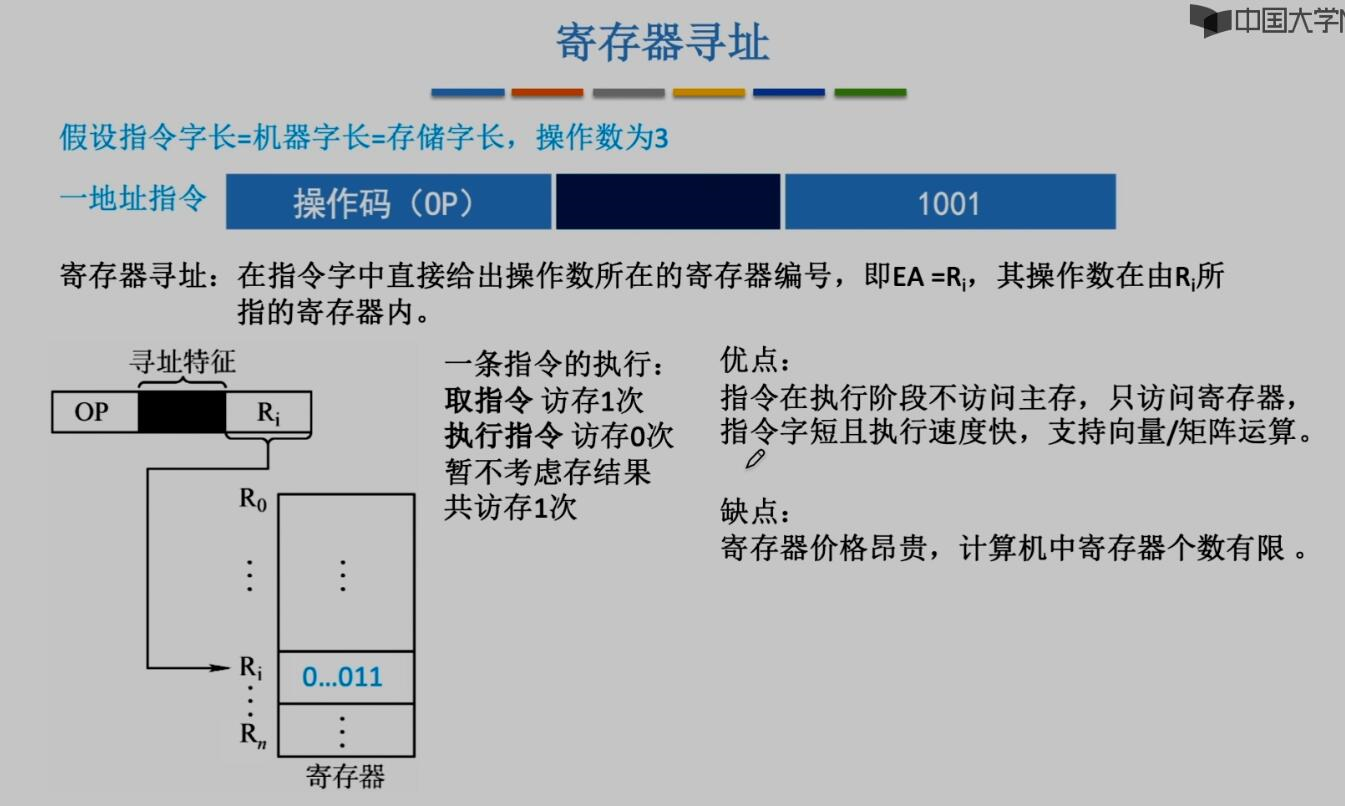 中国大学M
寄存器寻址
假设指令字长=机器字长=存储字长，操作数为3
一地址指令 操作码（OP） 1001
寄存器寻址：在指令字中直接给出操作数所在的寄存器编号，即EA =Ri，其操作数在由Ri所
指的寄存器内。
寻址特征
OP Ri
R0
⋮ ⋮
Ri 0...011
⋮
Rn ⋮
寄存器
一条指令的执行：
取指令 访存1次
执行指令 访存0次
暂不考虑存结果
共访存1次
优点：
指令在执行阶段不访问主存，只访问寄存器，
指令字短且执行速度快，支持向量/矩阵运算。
缺点：
寄存器价格昂贵，计算机中寄存器个数有限 。